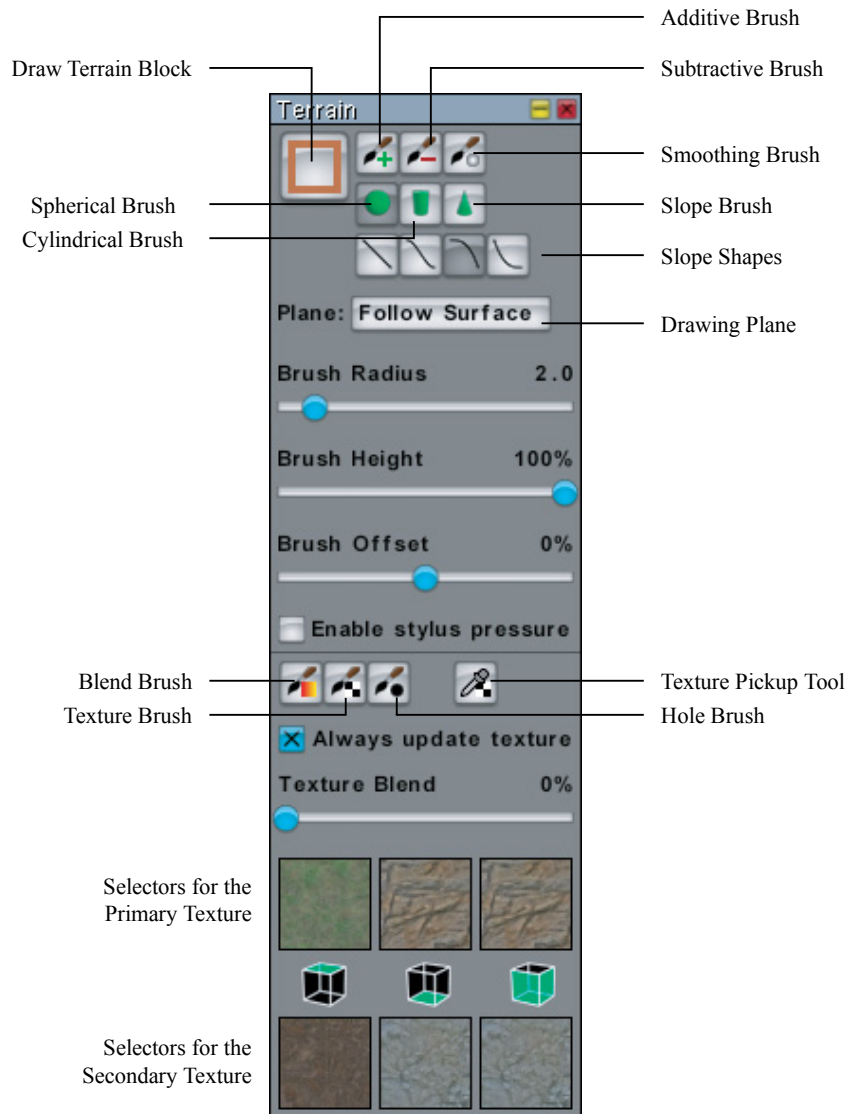 Additive Brush
Draw Terrain Block
Subtractive Brush
Terrain
Smoothing Brush
Spherical Brush
Slope Brush
Cylindrical Brush
Slope Shapes
Plane: Follow Surface
Drawing Plane
Brush Radius 2.0
Brush Height 100%
Brush Offset 0%
Enable stylus pressure
Blend Brush
Texture Pickup Tool
Texture Brush
Hole Brush
Always update texture
Texture Blend 0%
Selectors for the
Primary Texture
Selectors for the
Secondary Texture